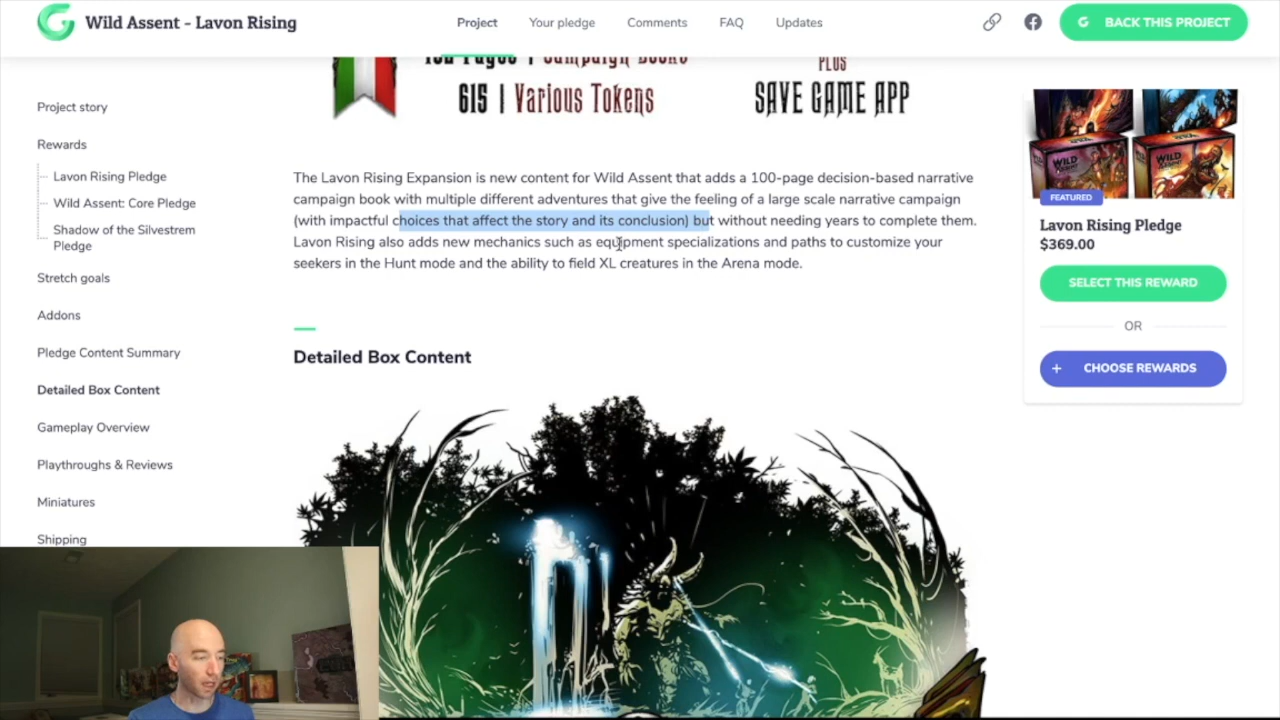 Wild Assent - Lavon Rising
Project
Your pledge
Comments
FAQ
Updates
BACK THIS PROJECT
Project story
Rewards
Lavon Rising Pledge
Wild Assent: Core Pledge
Shadow of the Silvestrem
Pledge
Stretch goals
Addons
Pledge Content Summary
Detailed Box Content
Gameplay Overview
Playthroughs & Reviews
Miniatures
Shipping
Campaign Books
615 | Various Tokens
PLUS
SAVE GAME APP
The Lavon Rising Expansion is new content for Wild Assent that adds a 100-page decision-based narrative
campaign book with multiple different adventures that give the feeling of a large scale narrative campaign
(with impactful choices that affect the story and its conclusion) but without needing years to complete them.
Lavon Rising also adds new mechanics such as equipment specializations and paths to customize your
seekers in the Hunt mode and the ability to field XL creatures in the Arena mode.
Detailed Box Content
WILD
ASSENT
WILD
ASSENT
FEATURED
Lavon Rising Pledge
$369.00
SELECT THIS REWARD
OR
+ CHOOSE REWARDS